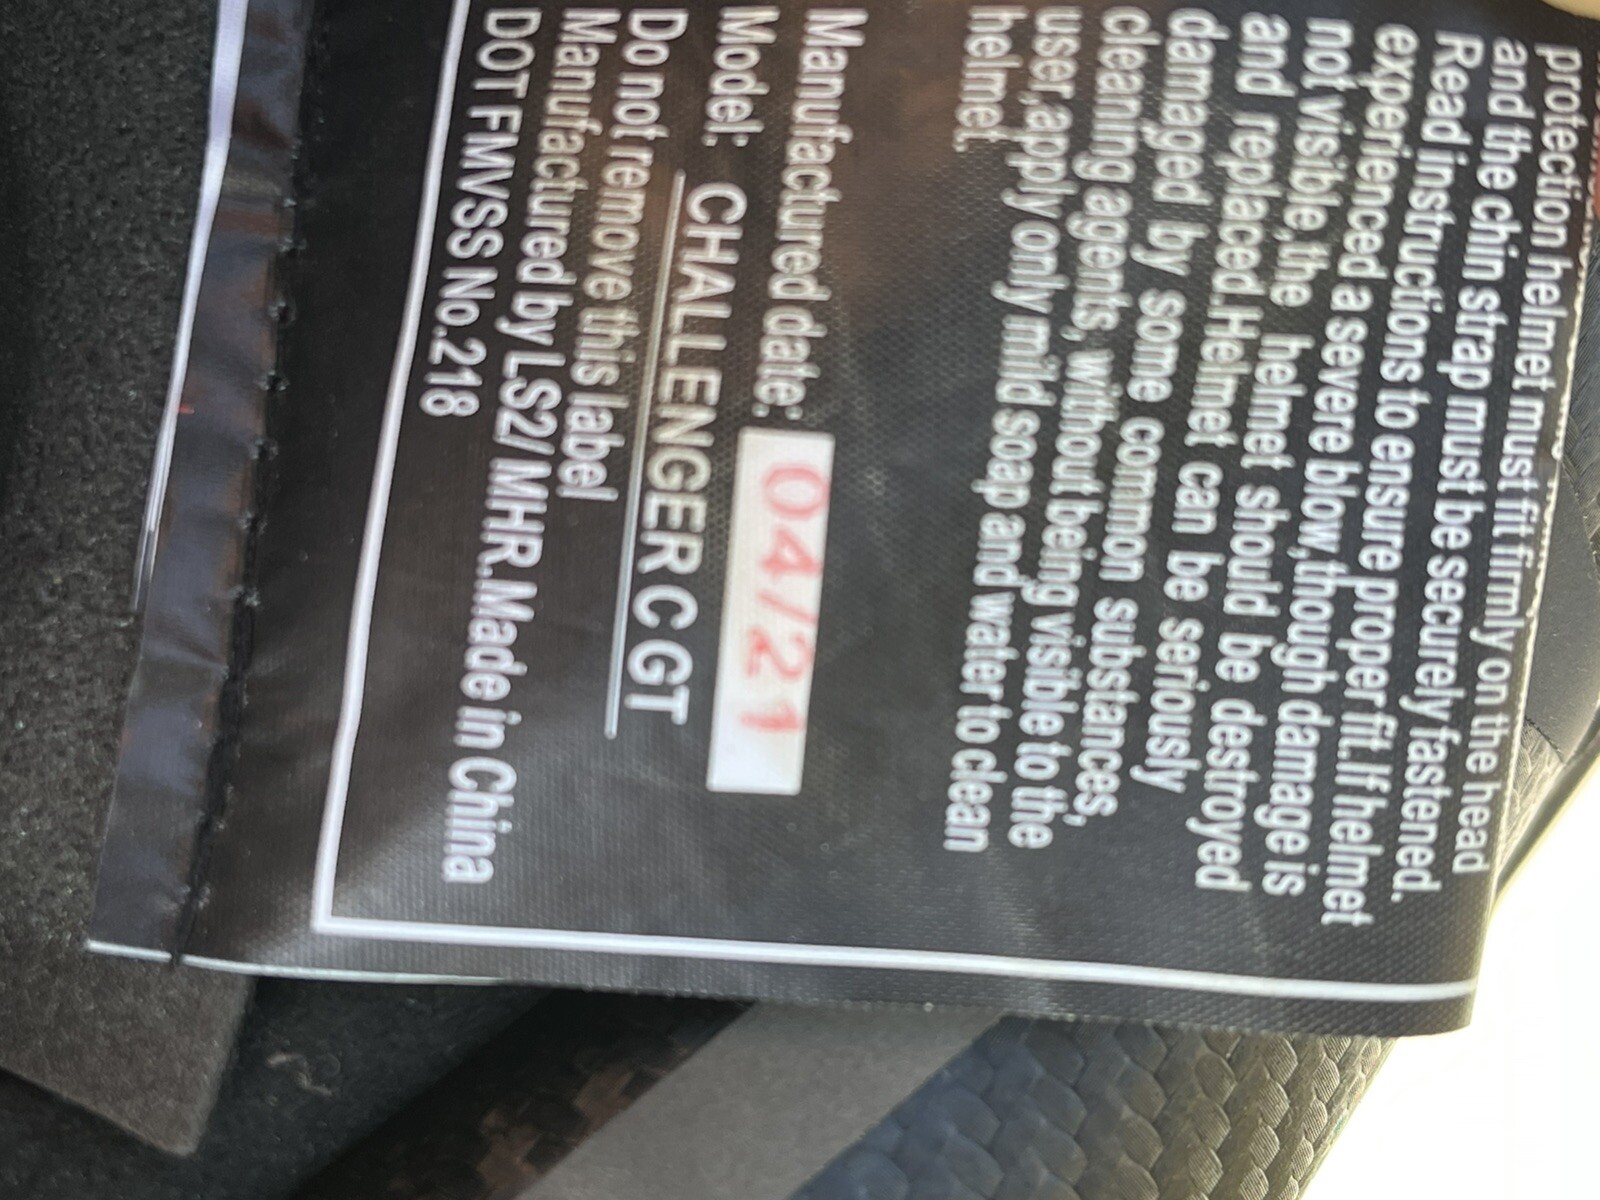 protection helmet must fit firmly on the head
and the chin strap must be securely fastened.
Read instructions to ensure proper fit. If helmet
experienced a severe blow, though damage is
not visible, the helmet should be destroyed
and replaced. Helmet can be seriously
damaged by some common substances,
cleaning agents, without being visible to the
user, apply only mild soap and water to clean
helmet.
Manufactured date: 04/21
Model: CHALLENGER C GT
Do not remove this label
Manufactured by LS2/ MHR. Made in China
DOT FMVSS No.218